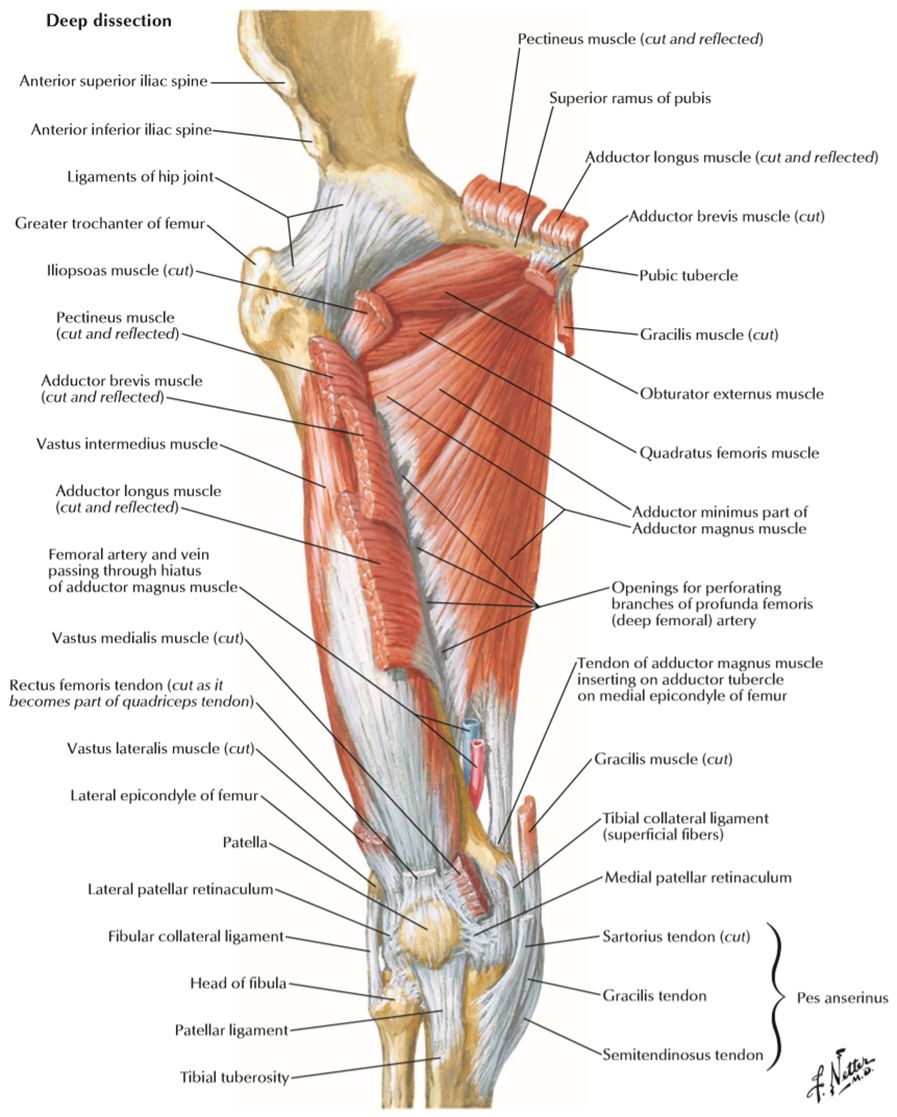 Deep dissection
Anterior superior iliac spine
Anterior inferior iliac spine
Ligaments of hip joint
Greater trochanter of femur
Iliopsoas muscle (cut)
Pectineus muscle
(cut and reflected)
Adductor brevis muscle
(cut and reflected)
Vastus intermedius muscle
Adductor longus muscle
(cut and reflected)
Femoral artery and vein
passing through hiatus
of adductor magnus muscle
Vastus medialis muscle (cut)
Rectus femoris tendon (cut as it
becomes part of quadriceps tendon)
Vastus lateralis muscle (cut)
Lateral epicondyle of femur
Patella
Lateral patellar retinaculum
Fibular collateral ligament
Head of fibula
Patellar ligament
Tibial tuberosity
Pectineus muscle (cut and reflected)
Superior ramus of pubis
Adductor longus muscle (cut and reflected)
Adductor brevis muscle (cut)
Pubic tubercle
Gracilis muscle (cut)
Obturator externus muscle
Quadratus femoris muscle
Adductor minimus part of
Adductor magnus muscle
Openings for perforating
branches of profunda femoris
(deep femoral) artery
Tendon of adductor magnus muscle
inserting on adductor tubercle
on medial epicondyle of femur
Gracilis muscle (cut)
Tibial collateral ligament
(superficial fibers)
Medial patellar retinaculum
Sartorius tendon (cut)
Gracilis tendon
Semitendinosus tendon
Pes anserinus
F. Netter
M.D.